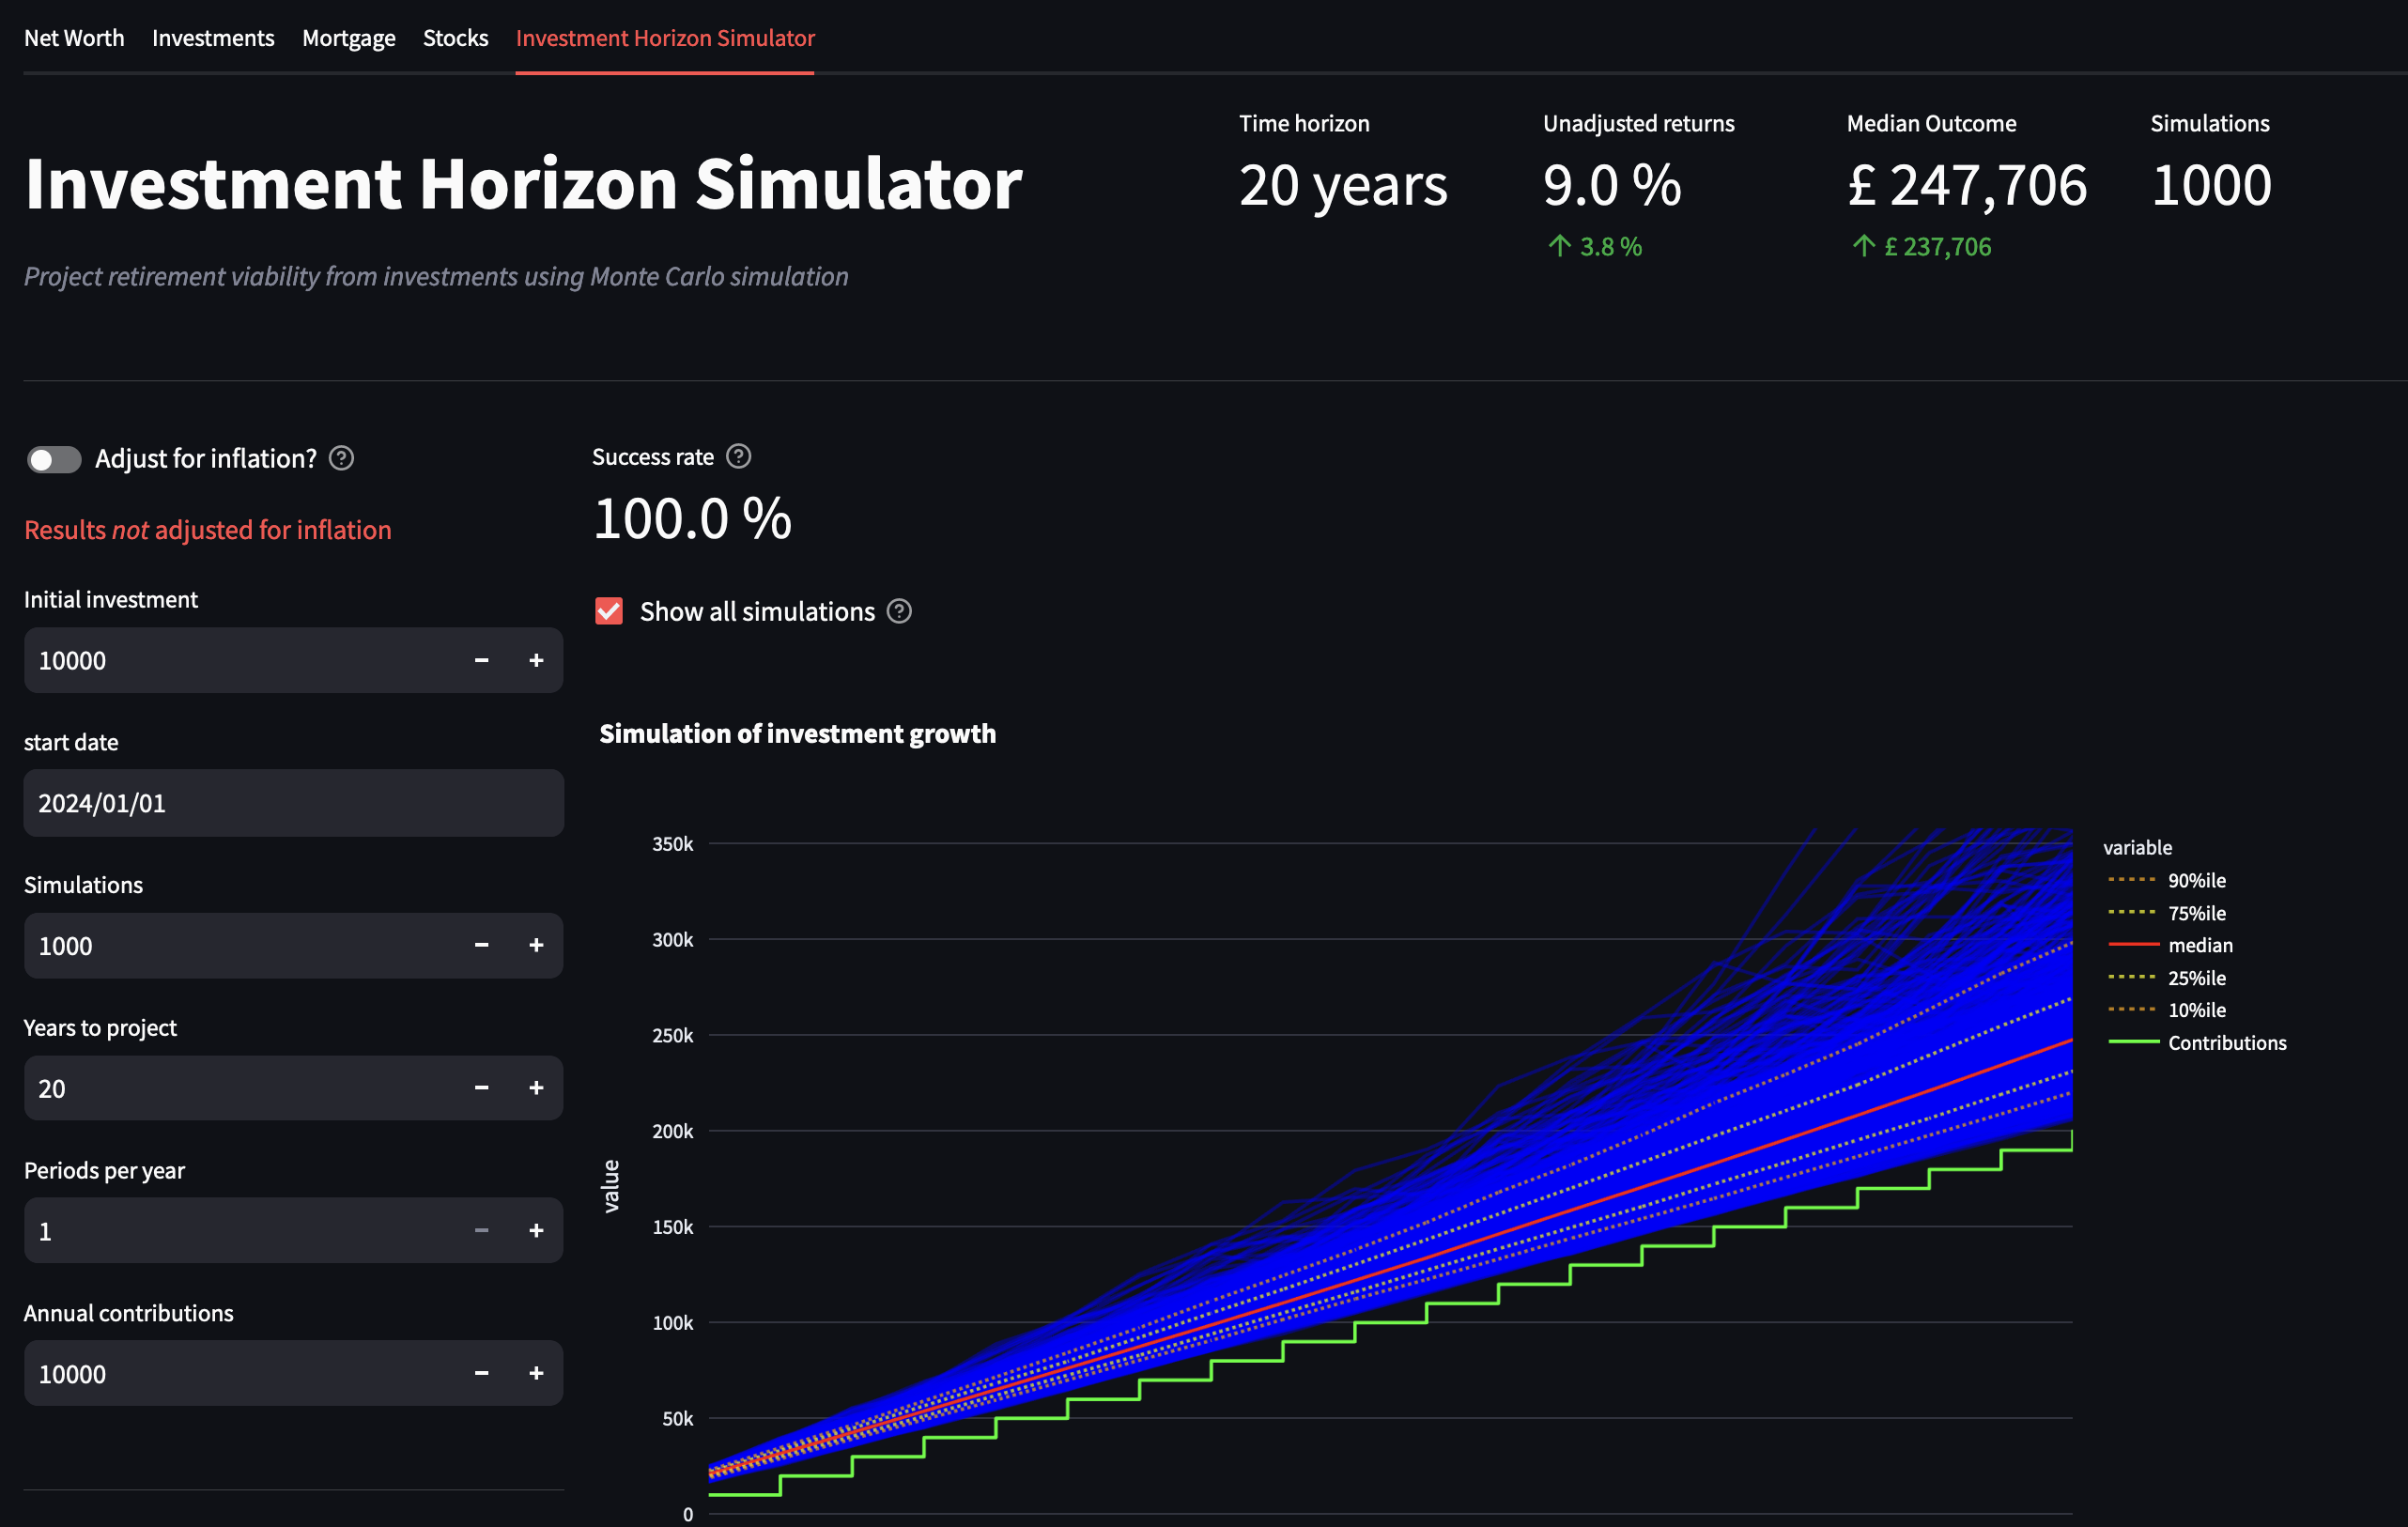 Net Worth Investments Mortgage Stocks Investment Horizon Simulator
Investment Horizon Simulator
Project retirement viability from investments using Monte Carlo simulation
Time horizon
20 years
Unadjusted returns
9.0 %
↑ 3.8 %
Median Outcome
£ 247,706
↑ £ 237,706
Simulations
1000
Adjust for inflation?
Results not adjusted for inflation
Initial investment
10000
start date
2024/01/01
Simulations
1000
Years to project
20
Periods per year
1
Annual contributions
10000
Success rate
100.0 %
Show all simulations
Simulation of investment growth
350k
300k
250k
200k
150k
100k
50k
0
value
variable
90%ile
75%ile
median
25%ile
10%ile
Contributions